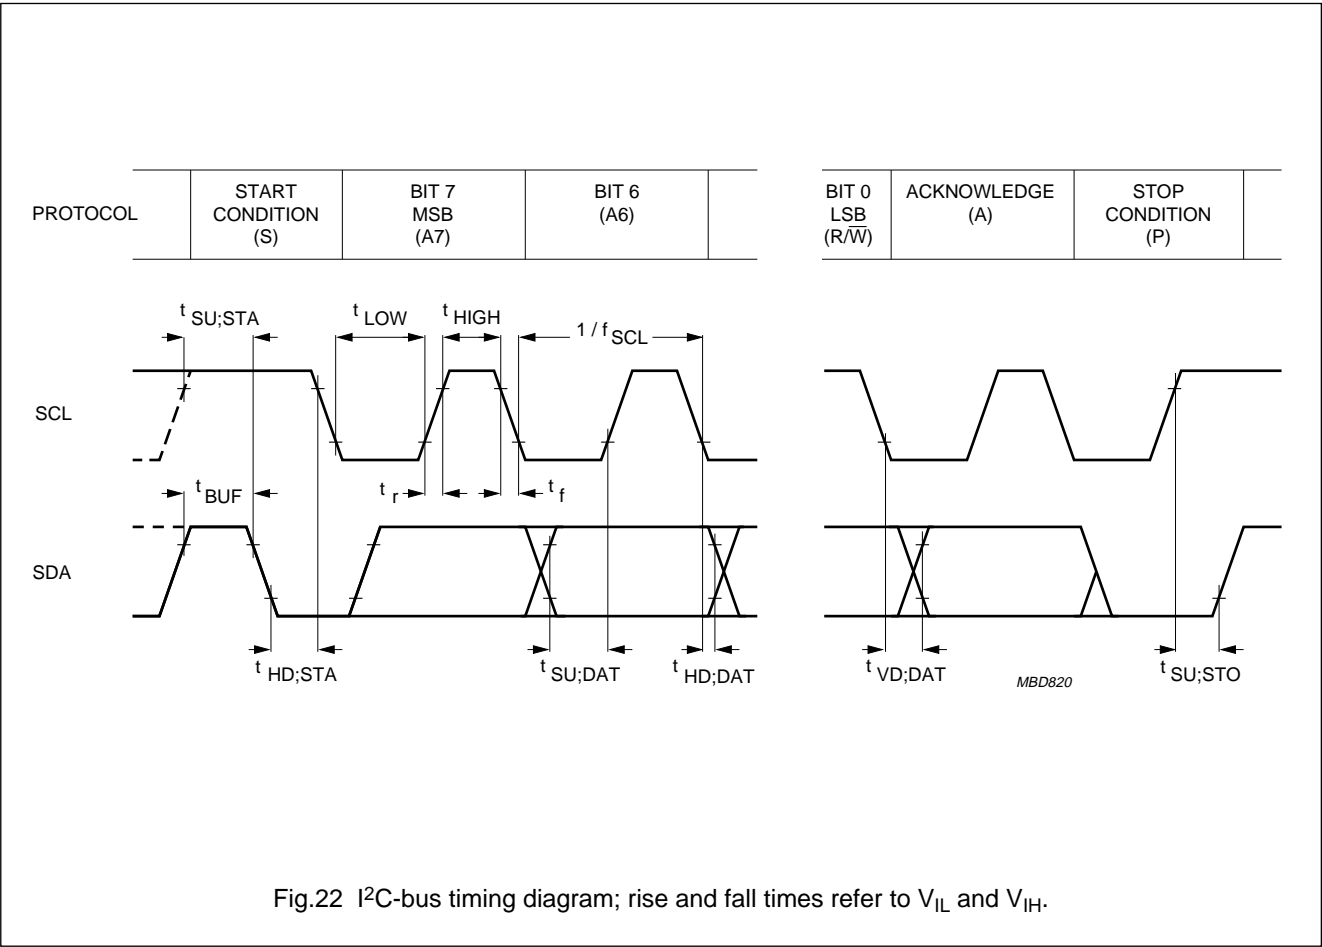 PROTOCOL
START
CONDITION
(S)
BIT 7
MSB
(A7)
BIT 6
(A6)
BIT 0
LSB
(R/W̅)
ACKNOWLEDGE
(A)
STOP
CONDITION
(P)
t SU;STA
t LOW
t HIGH
1 / f SCL
SCL
t BUF
t r
t f
SDA
t HD;STA
t SU;DAT
t HD;DAT
t VD;DAT
MBD820
t SU;STO
Fig.22 I²C-bus timing diagram; rise and fall times refer to VIL and VIH.